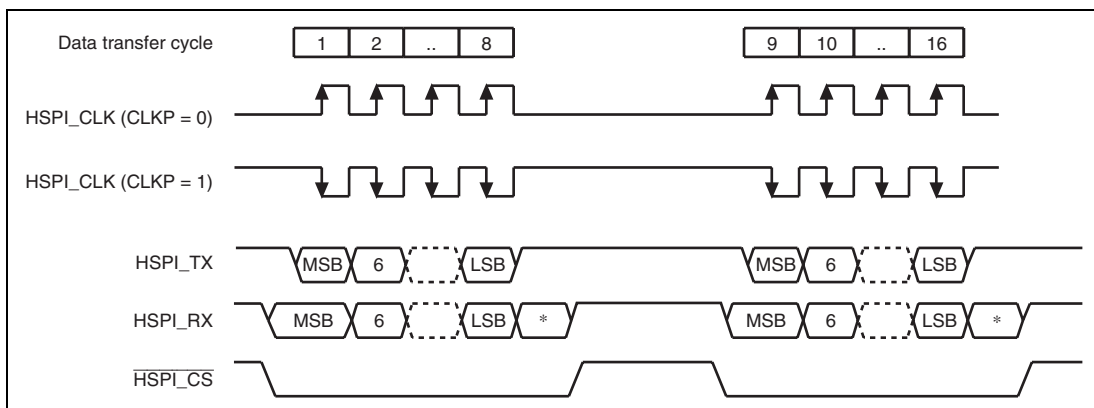 Data transfer cycle 1 2 .. 8 9 10 .. 16
HSPI_CLK (CLKP = 0)
HSPI_CLK (CLKP = 1)
HSPI_TX MSB 6 LSB MSB 6 LSB
HSPI_RX MSB 6 LSB * MSB 6 LSB *
HSPI_CS